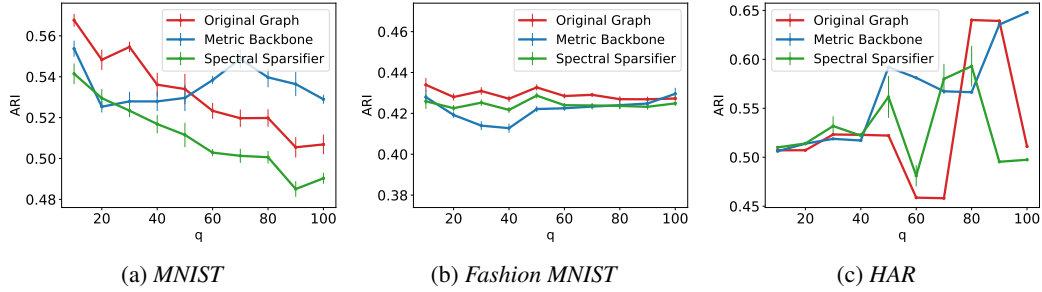 Original Graph
Metric Backbone
Spectral Sparsifier
0.56
0.54
0.52
0.50
0.48
ARI
20 40 60 80 100
q
(a) MNIST
Original Graph
Metric Backbone
Spectral Sparsifier
0.46
0.44
0.42
0.40
0.38
ARI
20 40 60 80 100
q
(b) Fashion MNIST
Original Graph
Metric Backbone
Spectral Sparsifier
0.65
0.60
0.55
0.50
0.45
ARI
20 40 60 80 100
q
(c) HAR